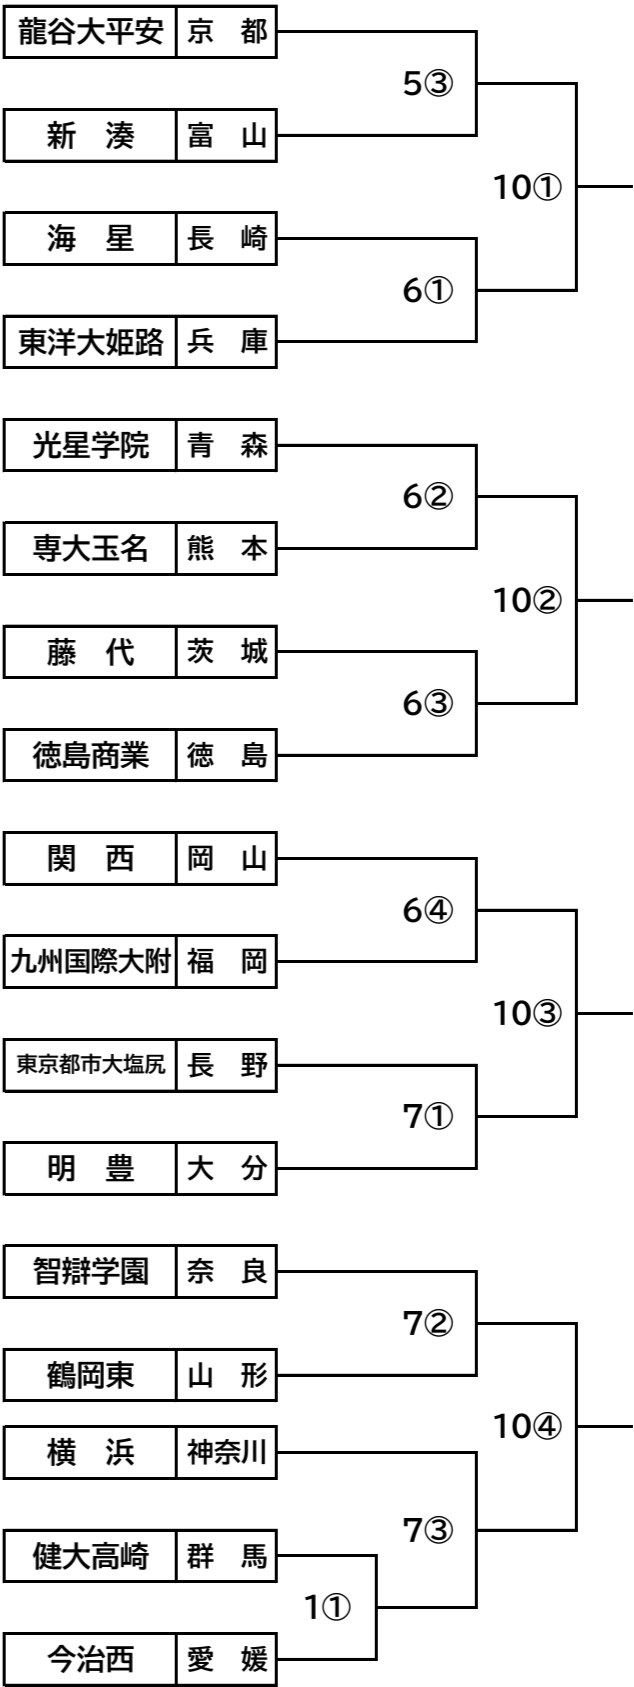 龍谷大平安 京 都
5③
新 湊 富 山
10①
海 星 長 崎
6①
東洋大姫路 兵 庫
光星学院 青 森
6②
専大玉名 熊 本
10②
藤 代 茨 城
6③
徳島商業 徳 島
関 西 岡 山
6④
九州国際大附 福 岡
10③
東京都市大塩尻 長 野
7①
明 豊 大 分
智辯学園 奈 良
7②
鶴岡東 山 形
10④
横 浜 神奈川
7③
健大高崎 群 馬
1①
今治西 愛 媛